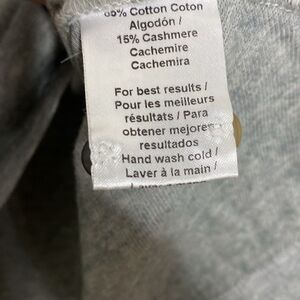 85% Cotton Coton
Algodón /
15% Cashmere
Cachemire
Cachemira
For best results /
Pour les meilleurs
résultats / Para
obtener mejores
resultados
Hand wash cold /
Laver à la main /